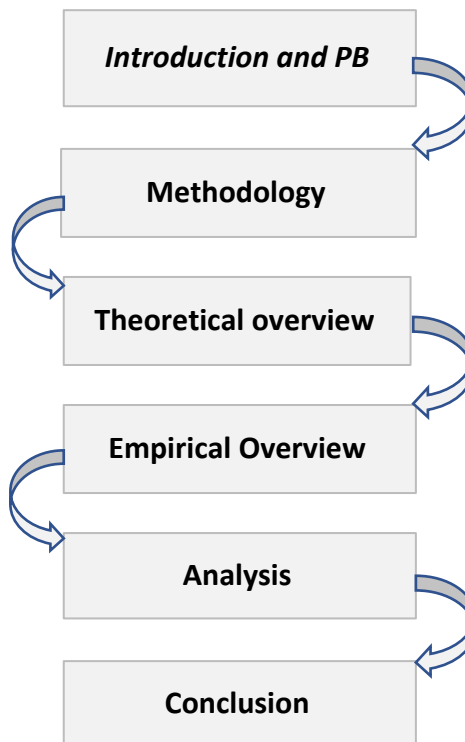 Introduction and PB
Methodology
Theoretical overview
Empirical Overview
Analysis
Conclusion